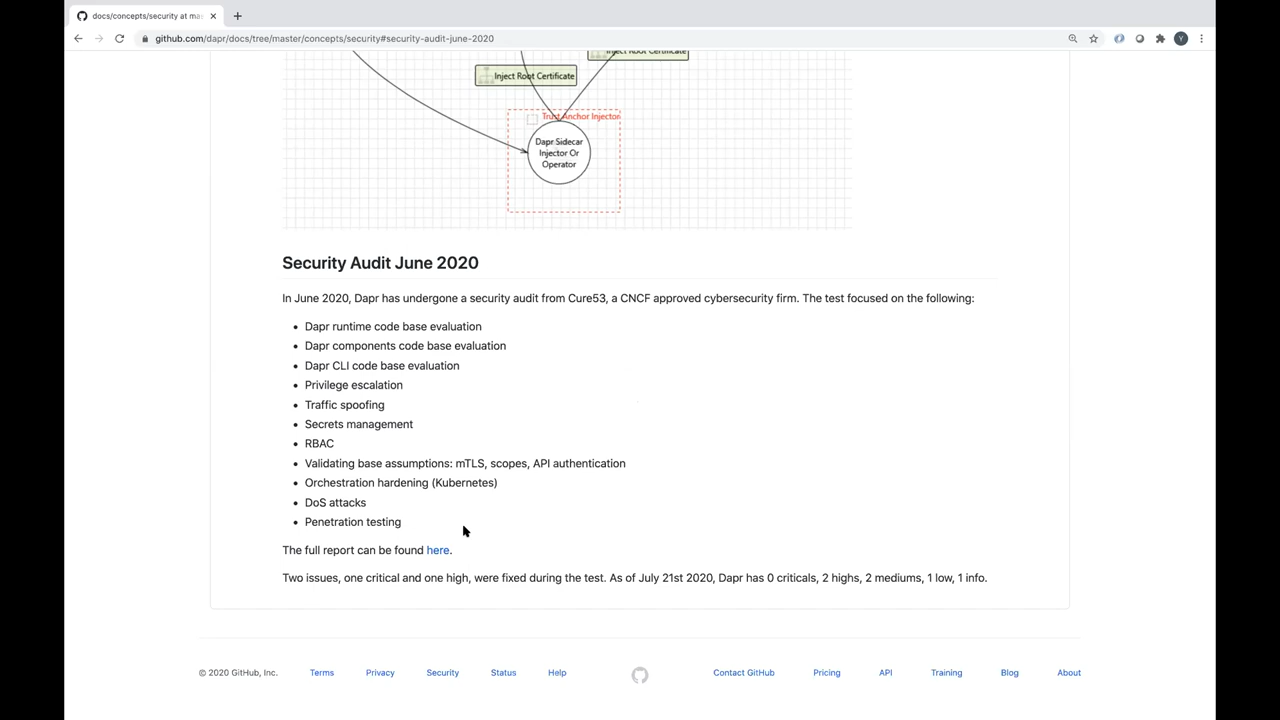 docs/concepts/security at ma
github.com/dapr/docs/tree/master/concepts/security#security-audit-june-2020
Y
Inject Root Certificate
Inject Root Certificate
Trust Anchor Injector
Dapr Sidecar
Injector Or
Operator
Security Audit June 2020
In June 2020, Dapr has undergone a security audit from Cure53, a CNCF approved cybersecurity firm. The test focused on the following:
• Dapr runtime code base evaluation
• Dapr components code base evaluation
• Dapr CLI code base evaluation
• Privilege escalation
• Traffic spoofing
• Secrets management
• RBAC
• Validating base assumptions: mTLS, scopes, API authentication
• Orchestration hardening (Kubernetes)
• DoS attacks
• Penetration testing
The full report can be found here.
Two issues, one critical and one high, were fixed during the test. As of July 21st 2020, Dapr has 0 criticals, 2 highs, 2 mediums, 1 low, 1 info.
© 2020 GitHub, Inc. Terms Privacy Security Status Help Contact GitHub Pricing API Training Blog About